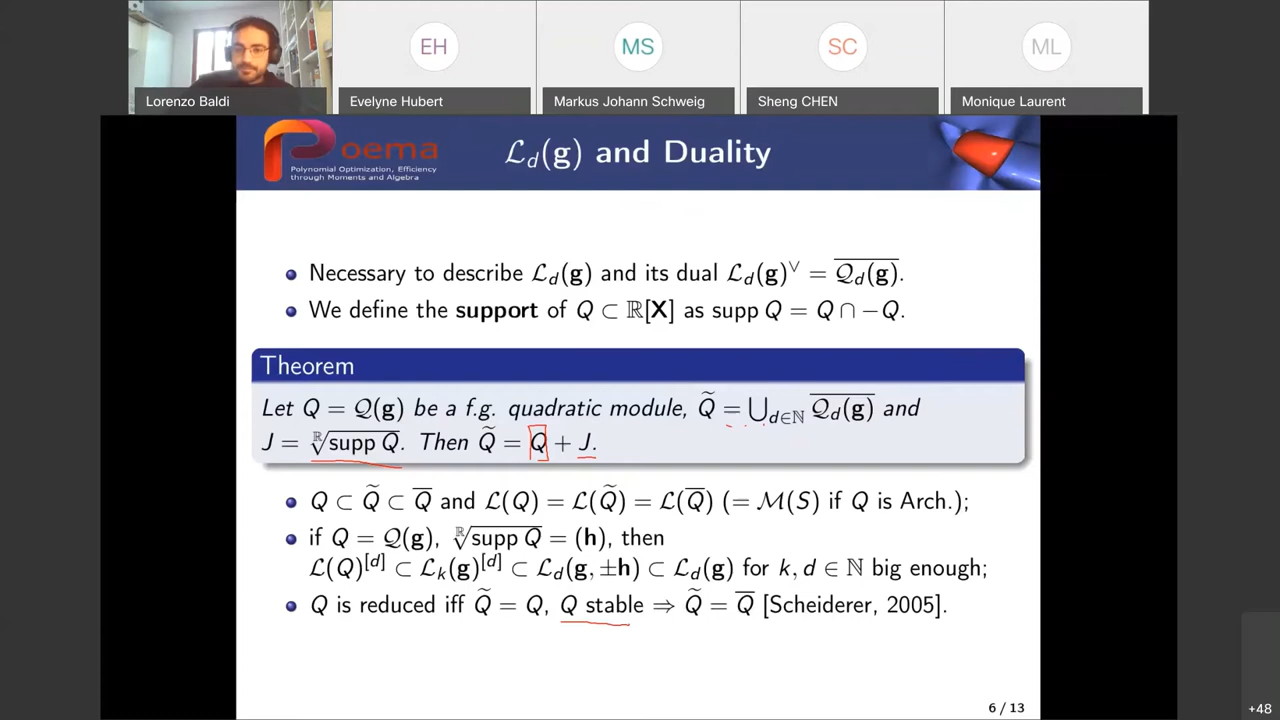 EH
MS
SC
ML
Lorenzo Baldi
Evelyne Hubert
Markus Johann Schweig
Sheng CHEN
Monique Laurent
Poema
Polynomial Optimization, Efficiency
through Moments and Algebra
ℒ_d(𝐠) and Duality
Necessary to describe ℒ_d(𝐠) and its dual ℒ_d(𝐠)^∨ = \overline{𝒬_d(𝐠)}.
We define the support of Q ⊂ ℝ[𝐗] as supp Q = Q ∩ −Q.
Theorem
Let Q = 𝒬(𝐠) be a f.g. quadratic module, \widetilde{Q} = ⋃_{d∈ℕ} \overline{𝒬_d(𝐠)} and
J = \sqrt[ℝ]{supp Q}. Then \widetilde{Q} = Q + J.
Q ⊂ \widetilde{Q} ⊂ \overline{Q} and ℒ(Q) = ℒ(\widetilde{Q}) = ℒ(\overline{Q}) (= ℳ(S) if Q is Arch.);
if Q = 𝒬(𝐠), \sqrt[ℝ]{supp Q} = (𝐡), then
ℒ(Q)^{[d]} ⊂ ℒ_k(𝐠)^{[d]} ⊂ ℒ_d(𝐠, ±𝐡) ⊂ ℒ_d(𝐠) for k, d ∈ ℕ big enough;
Q is reduced iff \widetilde{Q} = Q, Q stable ⇒ \widetilde{Q} = \overline{Q} [Scheiderer, 2005].
6 / 13
+48